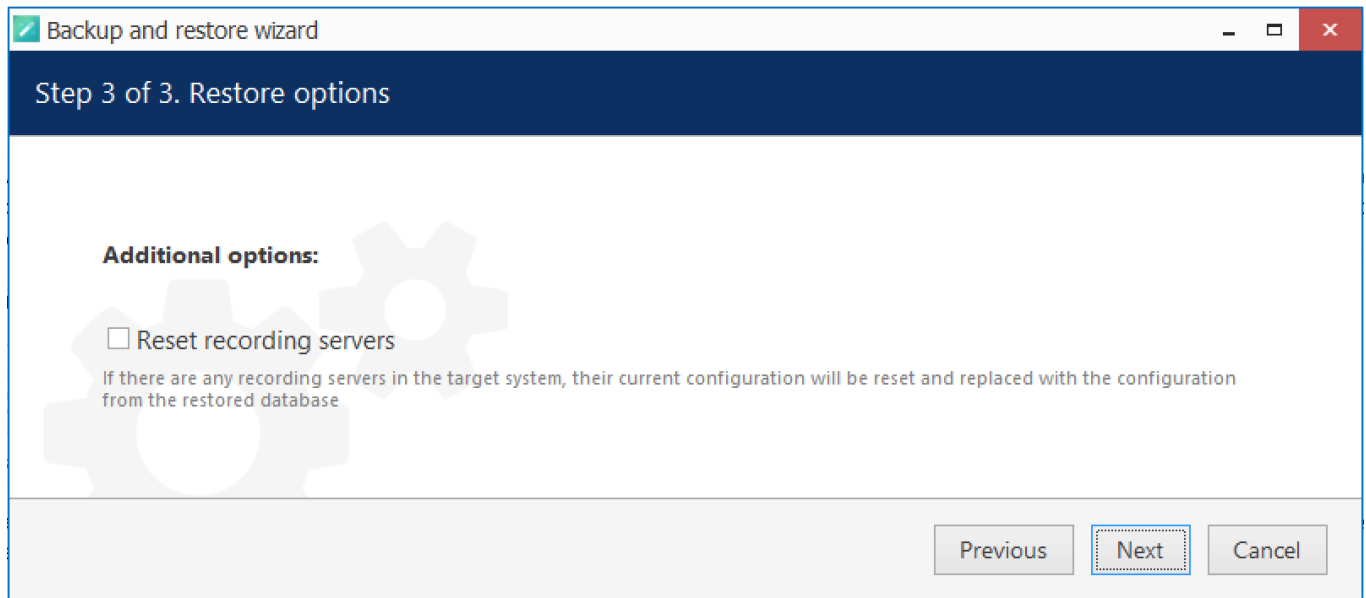 Backup and restore wizard
Step 3 of 3. Restore options
Additional options:
Reset recording servers
If there are any recording servers in the target system, their current configuration will be reset and replaced with the configuration
from the restored database
Previous
Next
Cancel